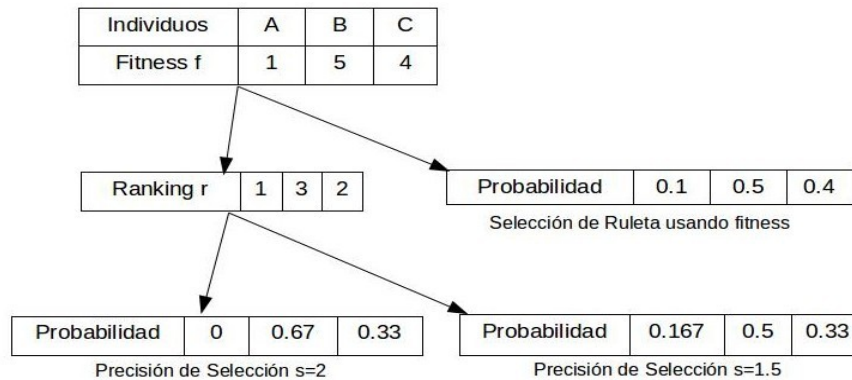 Individuos A B C
Fitness f 1 5 4
Ranking r 1 3 2
Probabilidad 0.1 0.5 0.4
Selección de Ruleta usando fitness
Probabilidad 0 0.67 0.33
Precisión de Selección s=2
Probabilidad 0.167 0.5 0.33
Precisión de Selección s=1.5